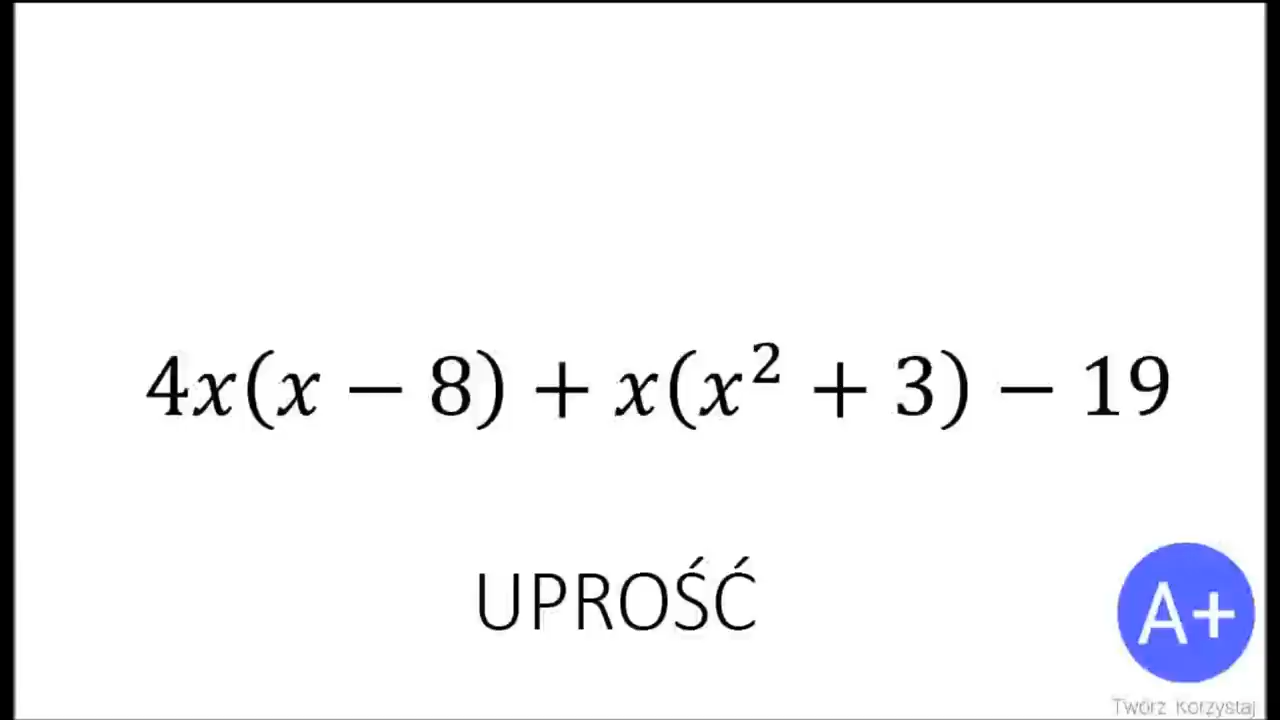 4x(x − 8) + x(x² + 3) − 19
UPROŚĆ
A+
Twórz Korzystaj